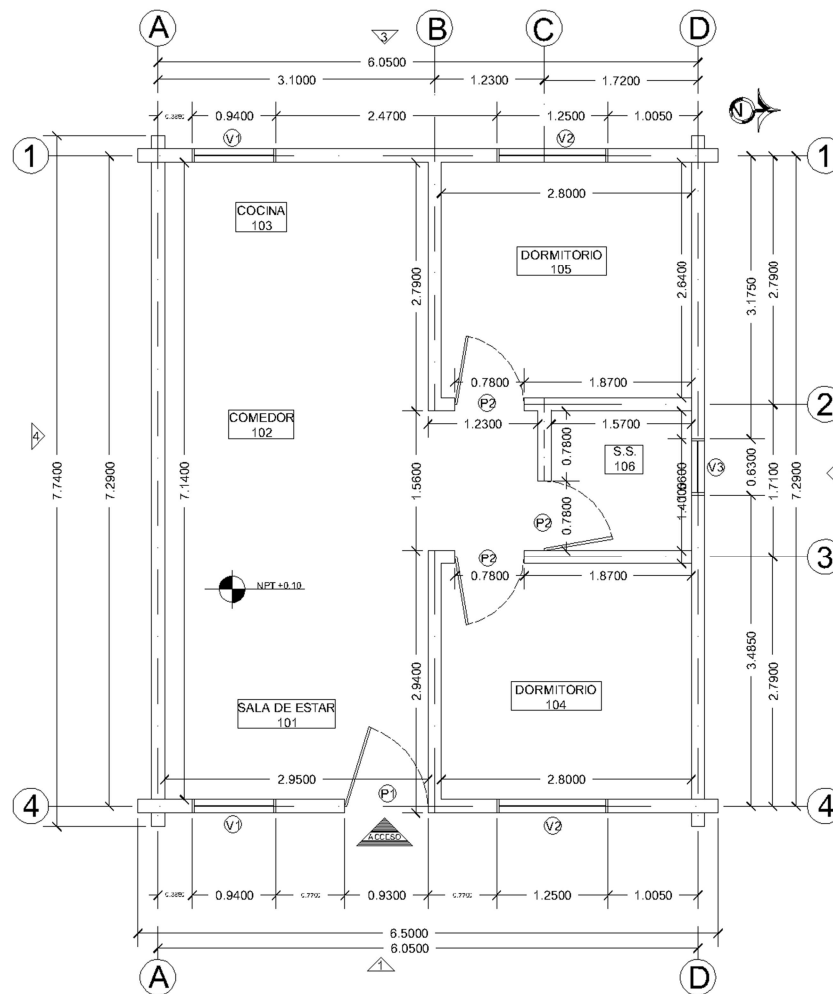 A B C D
3
6.0500
3.1000 1.2300 1.7200
0.9400 2.4700 1.2500 1.0050
V1 V2
N
1 1
2.8000
COCINA
103
DORMITORIO
105
2.7900 2.6400 3.1750 2.7900
0.7800 1.8700
P2
2
COMEDOR
102
1.2300 1.5700
4
7.7400 7.2900 7.1400
1.5600 0.7800
S.S.
106
V3 0.6300 1.7100 7.2900
P2 0.7800
P2
3
0.7800 1.8700
NPT +0.10
2.9400 3.4850 2.7900
DORMITORIO
104
SALA DE ESTAR
101
2.9500 2.8000
P1
4 4
V1 V2
ACCESO
0.9400 0.9300 1.2500 1.0050
6.5000
6.0500
A 1 D